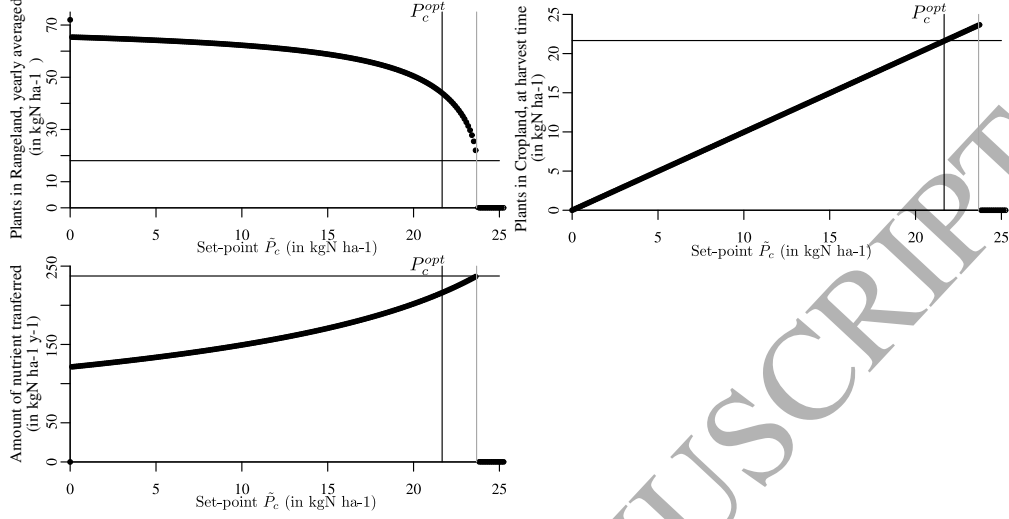 P_c^{opt}
Plants in Rangeland, yearly averaged
(in kgN ha-1 )
0 10 30 50 70
0 5 10 15 20 25
Set-point P̃_c (in kgN ha-1)
P_c^{opt}
Plants in Cropland, at harvest time
(in kgN ha-1)
0 5 10 15 20 25
0 5 10 15 20 25
Set-point P̃_c (in kgN ha-1)
P_c^{opt}
Amount of nutrient tranferred
(in kgN ha-1 y-1)
0 50 150 250
0 5 10 15 20 25
Set-point P̃_c (in kgN ha-1)
USCRIPT